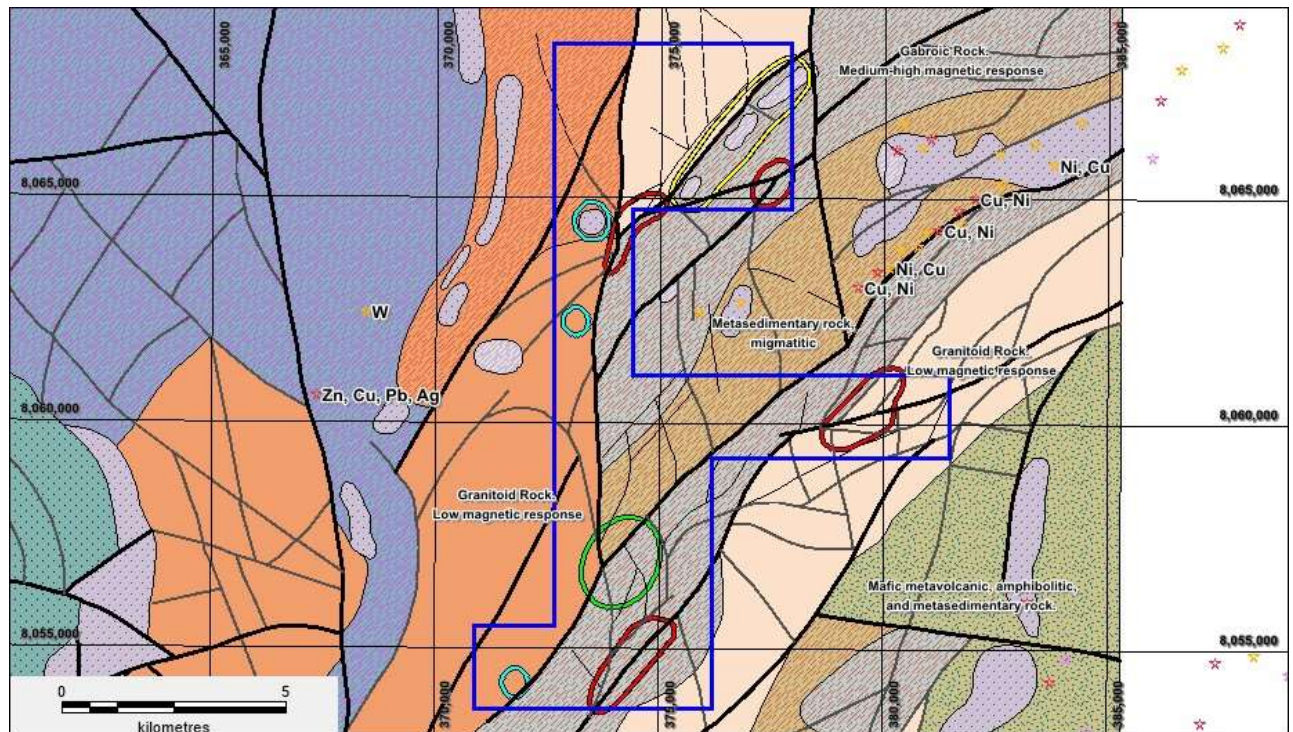 365,000
370,000
375,000
385,000
Gabroic Rock.
Medium-high magnetic response
8,065,000
8,065,000
Ni, Cu
Cu, Ni
Cu, Ni
Ni, Cu
Cu, Ni
W
Metasedimentary rock,
migmatitic
Granitoid Rock.
Low magnetic response
Zn, Cu, Pb, Ag
8,060,000
8,060,000
Granitoid Rock.
Low magnetic response
Mafic metavolcanic, amphibolitic,
and metasedimentary rock.
8,055,000
8,055,000
370,000
375,000
380,000
385,000
0 5
kilometres